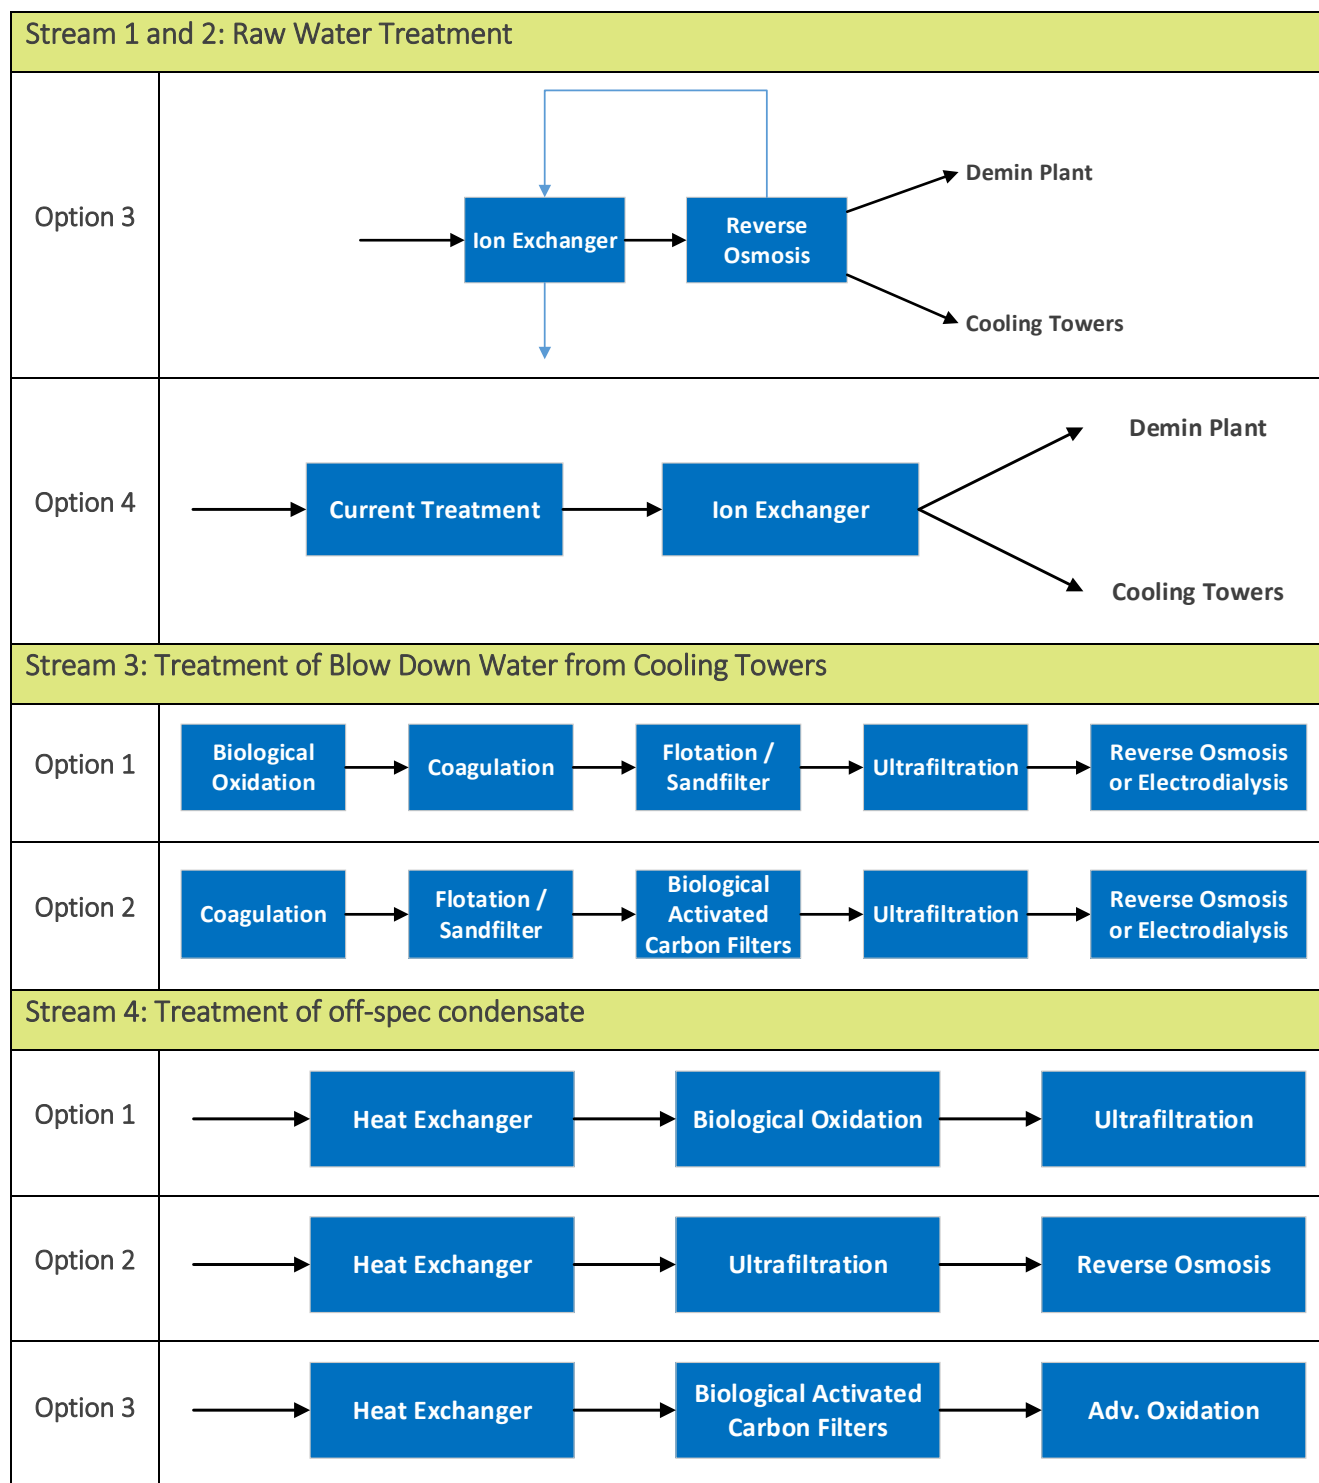 Stream 1 and 2: Raw Water Treatment
Option 3
Ion Exchanger
Reverse
Osmosis
Demin Plant
Cooling Towers
Option 4
Current Treatment
Ion Exchanger
Demin Plant
Cooling Towers
Stream 3: Treatment of Blow Down Water from Cooling Towers
Option 1
Biological
Oxidation
Coagulation
Flotation /
Sandfilter
Ultrafiltration
Reverse Osmosis
or Electrodialysis
Option 2
Coagulation
Flotation /
Sandfilter
Biological
Activated
Carbon Filters
Ultrafiltration
Reverse Osmosis
or Electrodialysis
Stream 4: Treatment of off-spec condensate
Option 1
Heat Exchanger
Biological Oxidation
Ultrafiltration
Option 2
Heat Exchanger
Ultrafiltration
Reverse Osmosis
Option 3
Heat Exchanger
Biological Activated
Carbon Filters
Adv. Oxidation